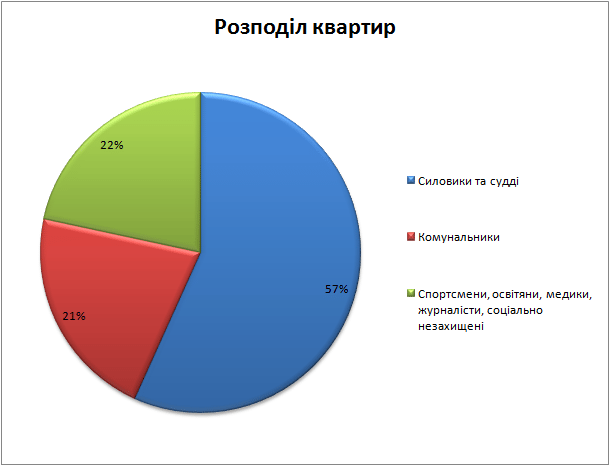 Розподіл квартир
22%
57%
21%
Силовики та судді
Комунальники
Спортсмени, освітяни, медики,
журналісти, соціально
незахищені